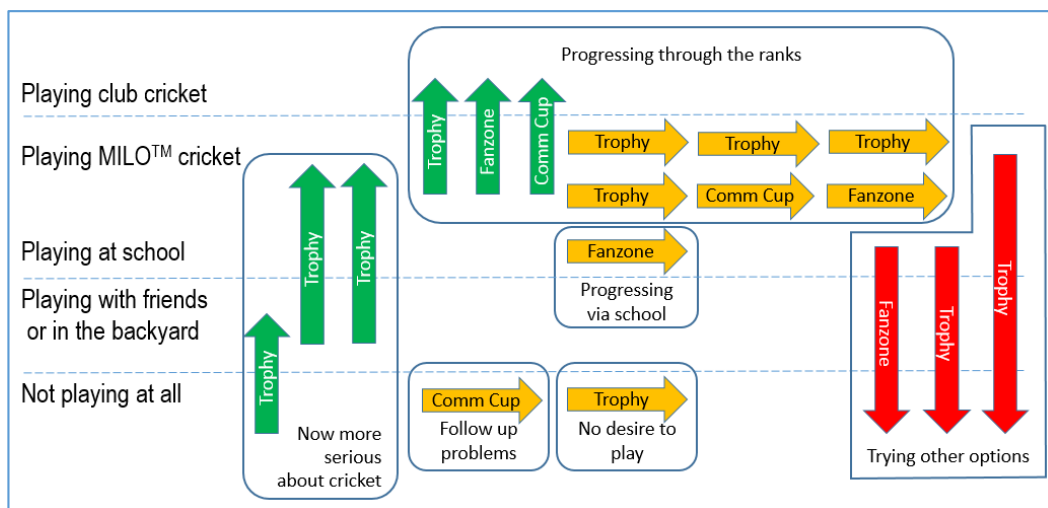 Progressing through the ranks
Playing club cricket
Trophy
Fanzone
Comm Cup
Playing MILO™ cricket
Trophy
Trophy
Trophy
Trophy
Comm Cup
Fanzone
Playing at school
Fanzone
Progressing
via school
Playing with friends
or in the backyard
Trophy
Trophy
Trophy
Fanzone
Trophy
Trophy
Not playing at all
Comm Cup
Follow up
problems
Trophy
No desire to
play
Now more
serious
about cricket
Trying other options